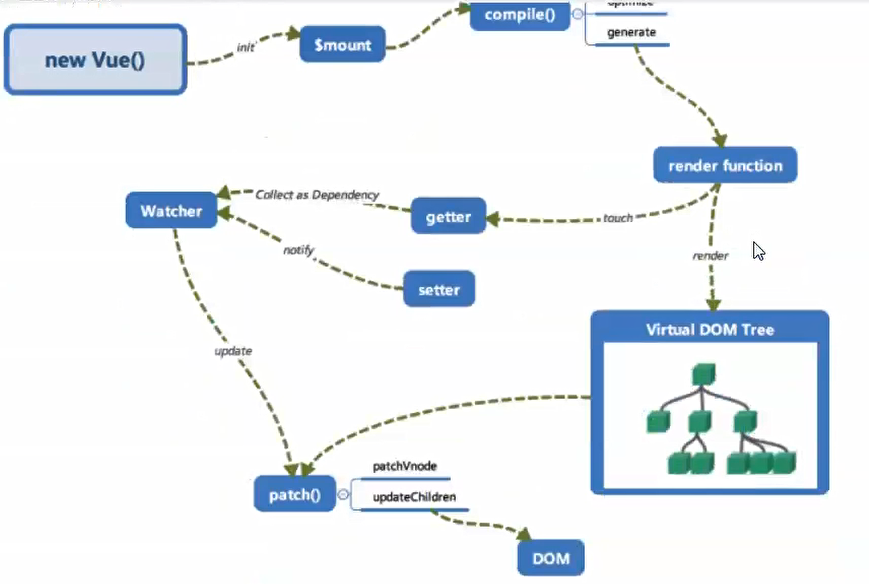 compile()
optimize
generate
new Vue()
init
$mount
render function
Collect as Dependency
Watcher
getter
touch
notify
render
setter
Virtual DOM Tree
update
patch()
patchVnode
updateChildren
DOM